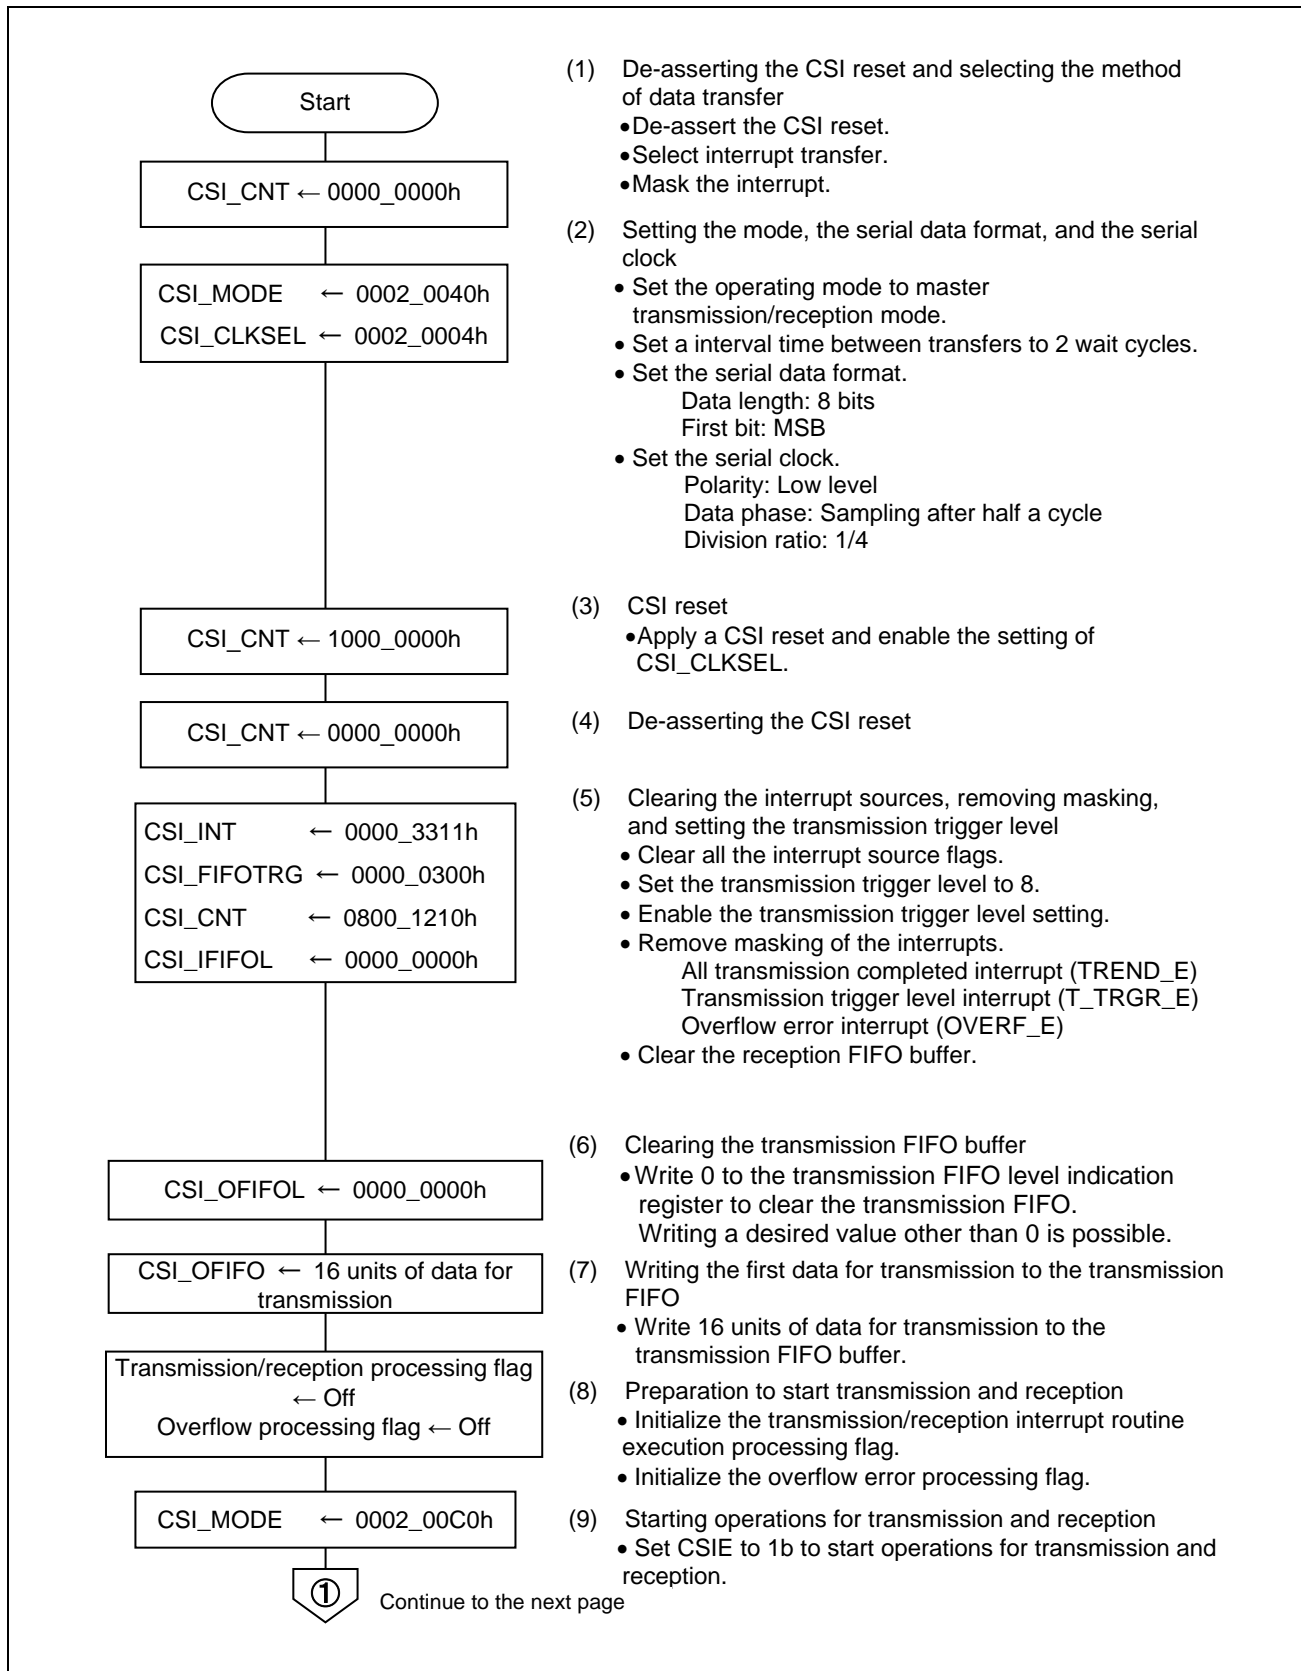 Start
CSI_CNT ← 0000_0000h
(1) De-asserting the CSI reset and selecting the method
of data transfer
•De-assert the CSI reset.
•Select interrupt transfer.
•Mask the interrupt.
CSI_MODE ← 0002_0040h
CSI_CLKSEL ← 0002_0004h
(2) Setting the mode, the serial data format, and the serial
clock
• Set the operating mode to master
transmission/reception mode.
• Set a interval time between transfers to 2 wait cycles.
• Set the serial data format.
Data length: 8 bits
First bit: MSB
• Set the serial clock.
Polarity: Low level
Data phase: Sampling after half a cycle
Division ratio: 1/4
CSI_CNT ← 1000_0000h
(3) CSI reset
•Apply a CSI reset and enable the setting of
CSI_CLKSEL.
CSI_CNT ← 0000_0000h
(4) De-asserting the CSI reset
CSI_INT ← 0000_3311h
CSI_FIFOTRG ← 0000_0300h
CSI_CNT ← 0800_1210h
CSI_IFIFOL ← 0000_0000h
(5) Clearing the interrupt sources, removing masking,
and setting the transmission trigger level
• Clear all the interrupt source flags.
• Set the transmission trigger level to 8.
• Enable the transmission trigger level setting.
• Remove masking of the interrupts.
All transmission completed interrupt (TREND_E)
Transmission trigger level interrupt (T_TRGR_E)
Overflow error interrupt (OVERF_E)
• Clear the reception FIFO buffer.
CSI_OFIFOL ← 0000_0000h
(6) Clearing the transmission FIFO buffer
•Write 0 to the transmission FIFO level indication
register to clear the transmission FIFO.
Writing a desired value other than 0 is possible.
CSI_OFIFO ← 16 units of data for
transmission
(7) Writing the first data for transmission to the transmission
FIFO
• Write 16 units of data for transmission to the
transmission FIFO buffer.
Transmission/reception processing flag
← Off
Overflow processing flag ← Off
(8) Preparation to start transmission and reception
• Initialize the transmission/reception interrupt routine
execution processing flag.
• Initialize the overflow error processing flag.
CSI_MODE ← 0002_00C0h
(9) Starting operations for transmission and reception
• Set CSIE to 1b to start operations for transmission and
reception.
① Continue to the next page